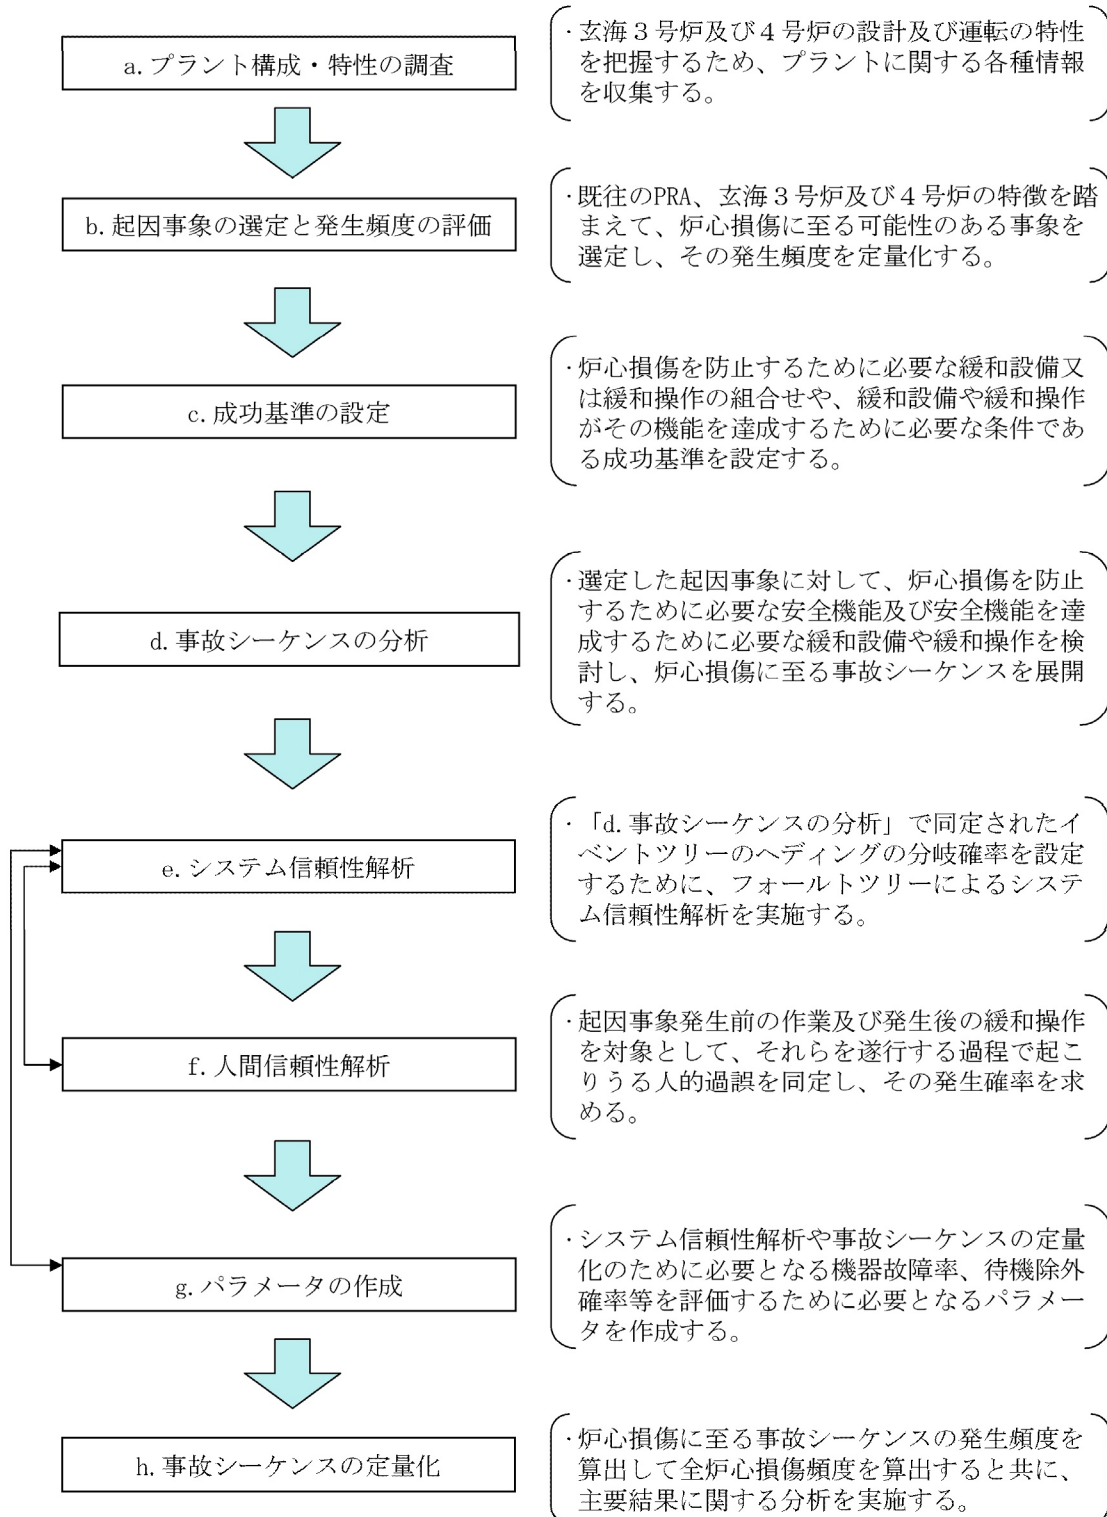 a.プラント構成・特性の調査
・玄海３号炉及び４号炉の設計及び運転の特性
を把握するため、プラントに関する各種情報
を収集する。
b.起因事象の選定と発生頻度の評価
・既往のPRA、玄海３号炉及び４号炉の特徴を踏
まえて、炉心損傷に至る可能性のある事象を
選定し、その発生頻度を定量化する。
c.成功基準の設定
・炉心損傷を防止するために必要な緩和設備又
は緩和操作の組合せや、緩和設備や緩和操作
がその機能を達成するために必要な条件であ
る成功基準を設定する。
d.事故シーケンスの分析
・選定した起因事象に対して、炉心損傷を防止
するために必要な安全機能及び安全機能を達
成するために必要な緩和設備や緩和操作を検
討し、炉心損傷に至る事故シーケンスを展開
する。
e.システム信頼性解析
・「d.事故シーケンスの分析」で同定されたイ
ベントツリーのヘディングの分岐確率を設定
するために、フォールトツリーによるシステ
ム信頼性解析を実施する。
f.人間信頼性解析
・起因事象発生前の作業及び発生後の緩和操作
を対象として、それらを遂行する過程で起こ
りうる人的過誤を同定し、その発生確率を求
める。
g.パラメータの作成
・システム信頼性解析や事故シーケンスの定量
化のために必要となる機器故障率、待機除外
確率等を評価するために必要となるパラメー
タを作成する。
h.事故シーケンスの定量化
・炉心損傷に至る事故シーケンスの発生頻度を
算出して全炉心損傷頻度を算出すると共に、
主要結果に関する分析を実施する。